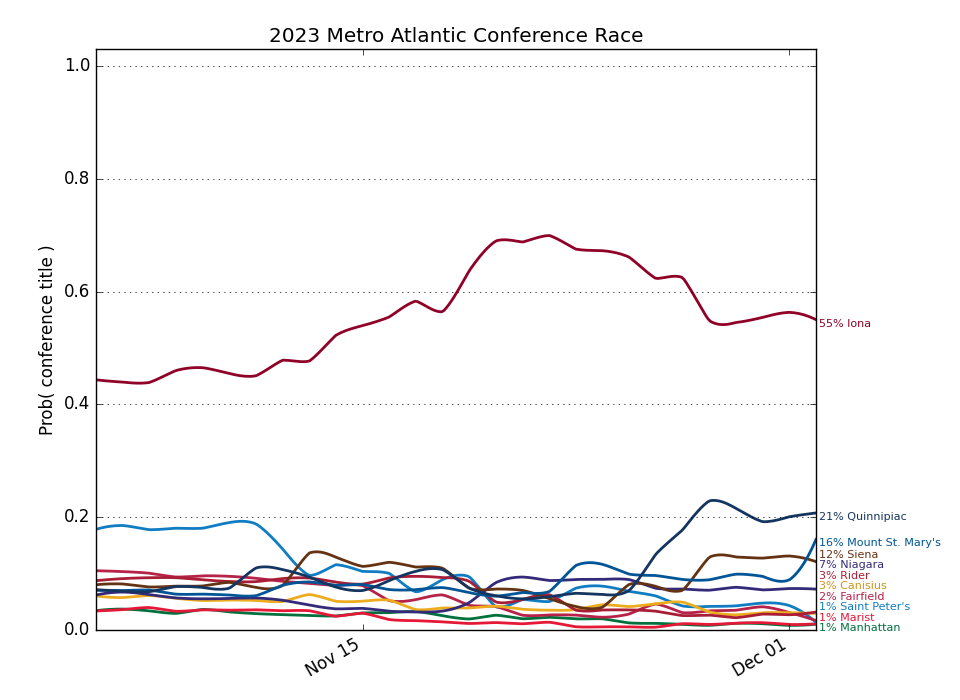 2023 Metro Atlantic Conference Race
1.0
0.8
0.6
0.4
0.2
0.0
Prob( conference title )
Nov 15
Dec 01
55% Iona
21% Quinnipiac
16% Mount St. Mary's
12% Siena
7% Niagara
3% Rider
3% Canisius
2% Fairfield
1% Saint Peter's
1% Marist
1% Manhattan